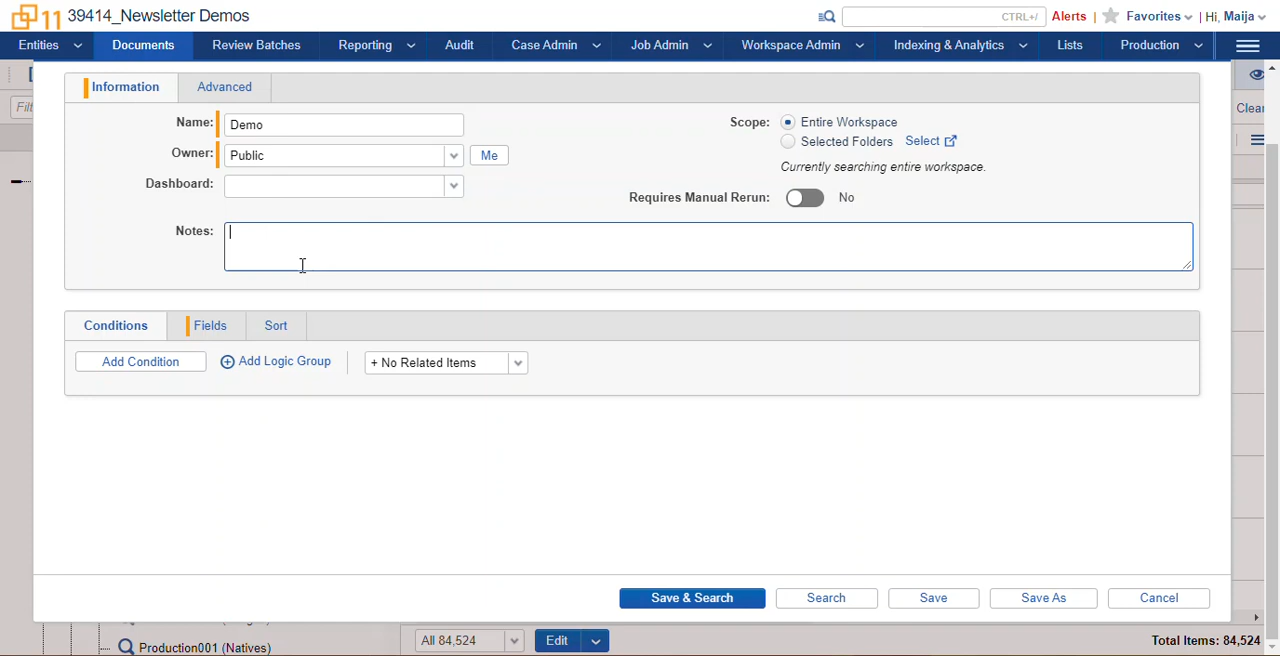 11 39414_Newsletter Demos
CTRL+/ Alerts | Favorites | Hi, Maija
Entities Documents Review Batches Reporting Audit Case Admin Job Admin Workspace Admin Indexing & Analytics Lists Production
Information Advanced
Name: Demo
Owner: Public Me
Dashboard:
Notes:
Scope: Entire Workspace
Selected Folders Select
Currently searching entire workspace.
Requires Manual Rerun: No
Conditions Fields Sort
Add Condition Add Logic Group + No Related Items
Save & Search Search Save Save As Cancel
Production001 (Natives)
All 84,524 Edit Total Items: 84,524